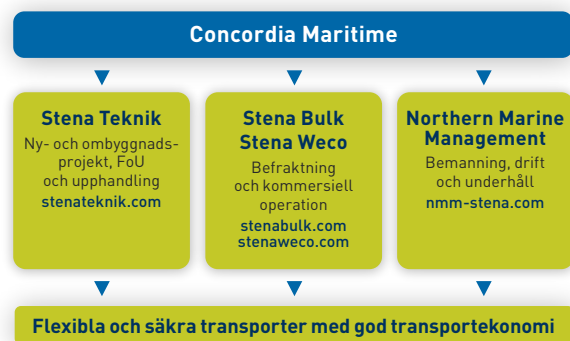 Concordia Maritime
Stena Teknik
Ny- och ombyggnads-
projekt, FoU
och upphandling
stenateknik.com
Stena Bulk
Stena Weco
Befraktning
och kommersiell
operation
stenabulk.com
stenaweco.com
Northern Marine
Management
Bemanning, drift
och underhåll
nmm-stena.com
Flexibla och säkra transporter med god transportekonomi